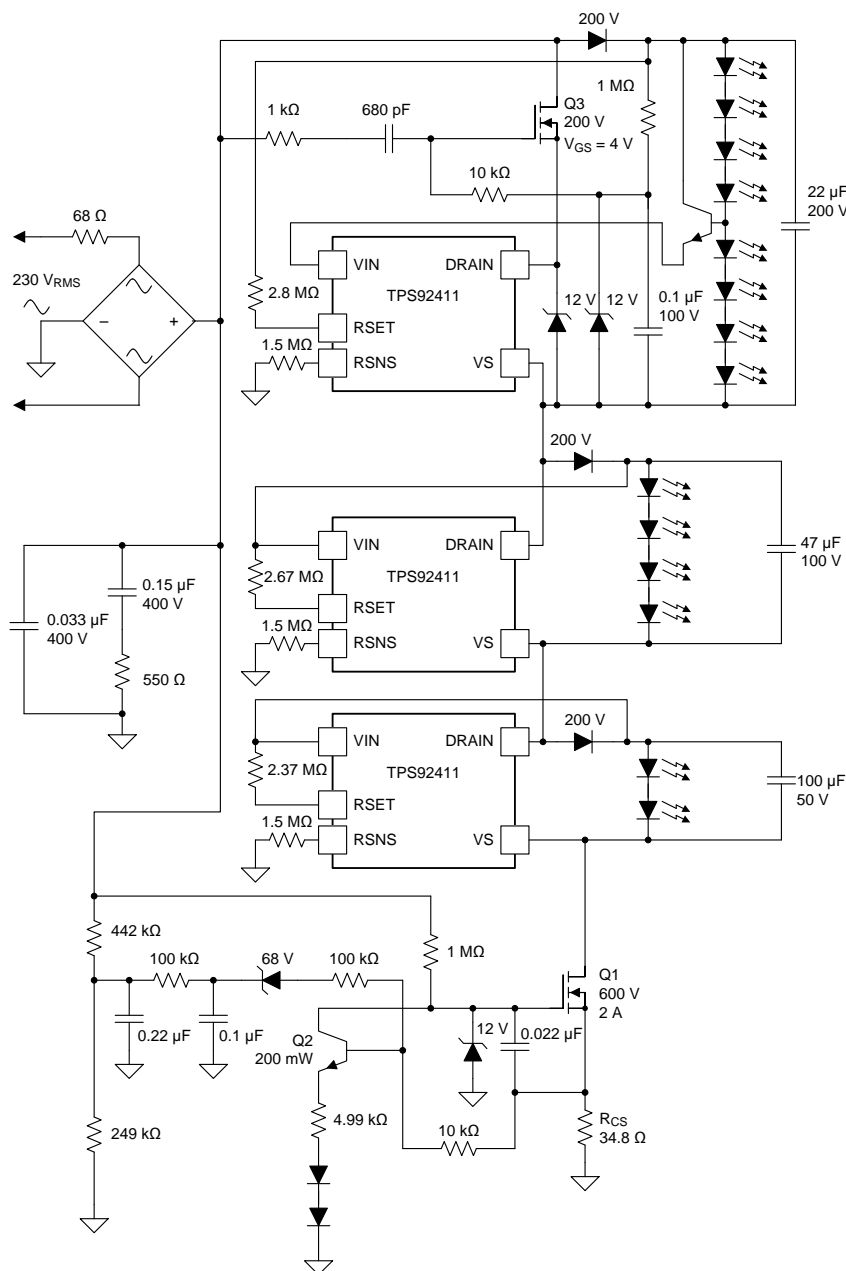 200 V
1 MΩ
1 kΩ
680 pF
Q3
200 V
VGS = 4 V
10 kΩ
22 µF
200 V
68 Ω
230 VRMS
–
+
VIN
DRAIN
TPS92411
2.8 MΩ
RSET
1.5 MΩ
RSNS
VS
12 V
12 V
0.1 µF
100 V
200 V
VIN
DRAIN
TPS92411
2.67 MΩ
RSET
1.5 MΩ
RSNS
VS
47 µF
100 V
0.15 µF
400 V
0.033 µF
400 V
550 Ω
200 V
VIN
DRAIN
TPS92411
2.37 MΩ
RSET
1.5 MΩ
RSNS
VS
100 µF
50 V
442 kΩ
100 kΩ
68 V
100 kΩ
1 MΩ
Q1
600 V
2 A
0.22 µF
0.1 µF
Q2
200 mW
12 V
0.022 µF
4.99 kΩ
10 kΩ
RCS
34.8 Ω
249 kΩ